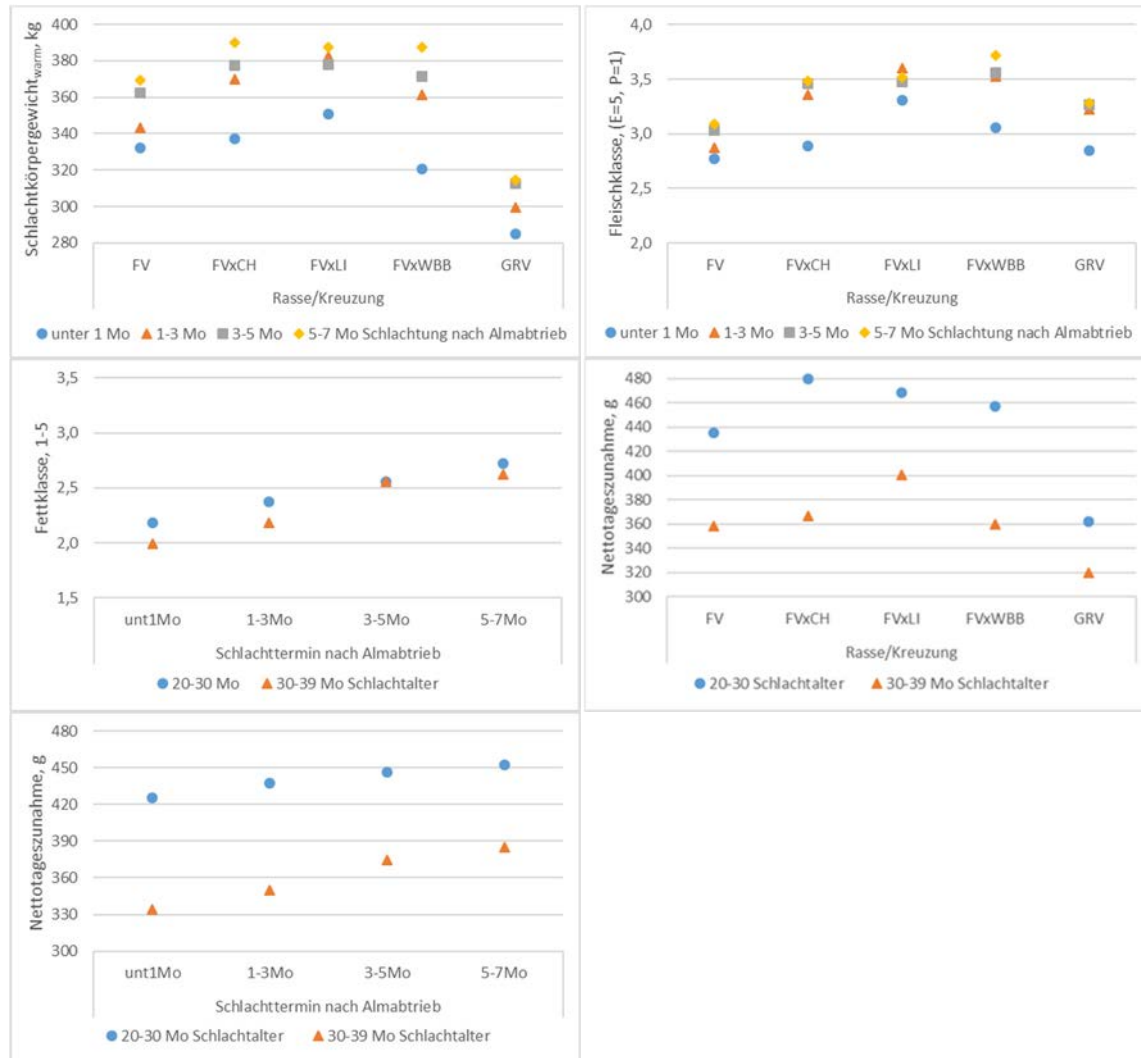 Schlachtkörpergewicht_warm, kg
400
380
360
340
320
300
280
FV FVxCH FVxLI FVxWBB GRV
Rasse/Kreuzung
unter 1 Mo 1-3 Mo 3-5 Mo 5-7 Mo Schlachtung nach Almabtrieb
Fleischklasse, (E=5, P=1)
4,0
3,5
3,0
2,5
2,0
FV FVxCH FVxLI FVxWBB GRV
Rasse/Kreuzung
unter 1 Mo 1-3 Mo 3-5 Mo 5-7 Mo Schlachtung nach Almabtrieb
Fettklasse, 1-5
3,5
3,0
2,5
2,0
1,5
unt1Mo 1-3Mo 3-5Mo 5-7Mo
Schlachttermin nach Almabtrieb
20-30 Mo 30-39 Mo Schlachtalter
Nettotageszunahme, g
480
460
440
420
400
380
360
340
320
300
FV FVxCH FVxLI FVxWBB GRV
Rasse/Kreuzung
20-30 Schlachtalter 30-39 Mo Schlachtalter
Nettotageszunahme, g
480
450
420
390
360
330
300
unt1Mo 1-3Mo 3-5Mo 5-7Mo
Schlachttermin nach Almabtrieb
20-30 Mo Schlachtalter 30-39 Mo Schlachtalter